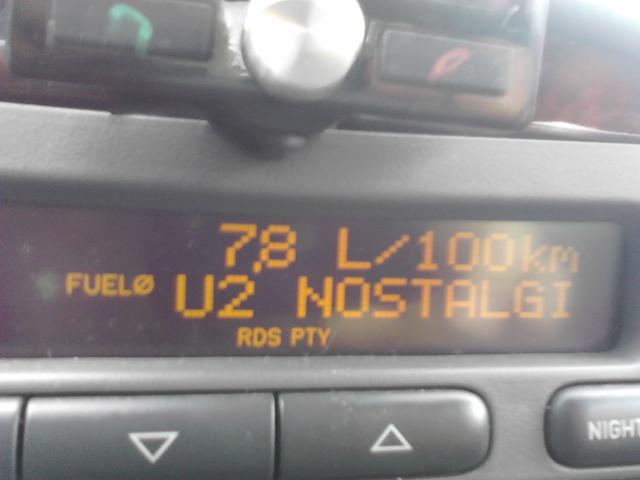 7,8 L/100km
FUELØ U2 NOSTALGI
RDS PTY
NIGHT